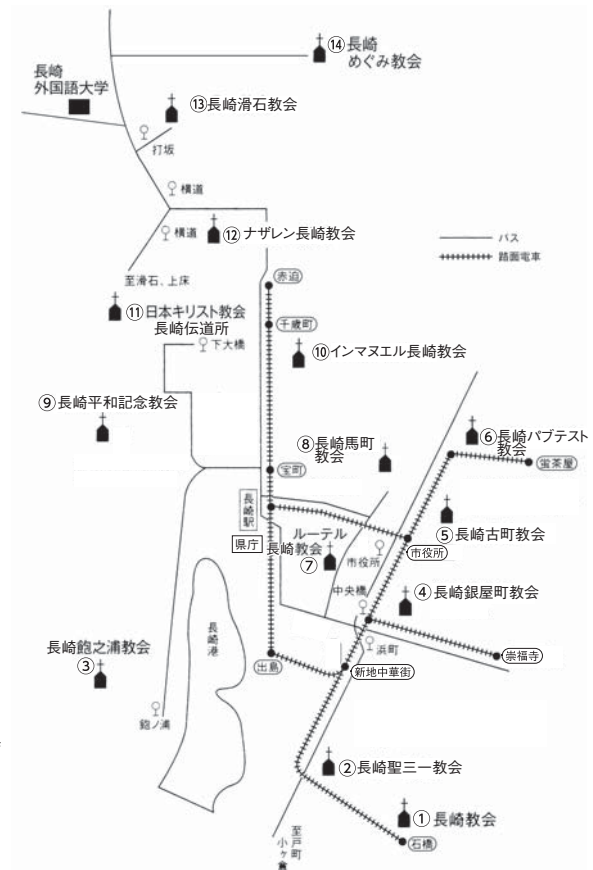 ⑭長崎
めぐみ教会
長崎
外国語大学
⑬長崎滑石教会
打坂
横道
横道
⑫ナザレン長崎教会
バス
路面電車
至滑石、上床
赤迫
⑪日本キリスト教会
長崎伝道所
千歳町
下大橋
⑩インマヌエル長崎教会
⑨長崎平和記念教会
⑧長崎馬町
教会
⑥長崎バプテスト
教会
宝町
蛍茶屋
長崎駅
⑤長崎古町教会
県庁
ルーテル
長崎教会
⑦
市役所
市役所
中央橋
④長崎銀屋町教会
長崎港
浜町
崇福寺
長崎飽之浦教会
③
出島
新地中華街
飽ノ浦
②長崎聖三一教会
①長崎教会
石橋
至戸町
小ヶ倉